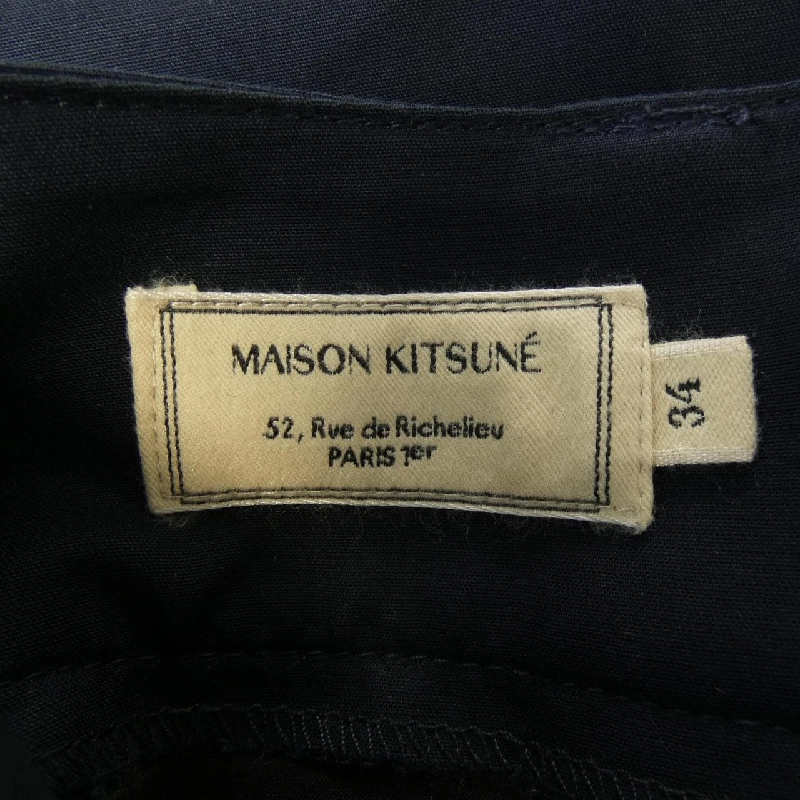 MAISON KITSUNÉ
52, Rue de Richelieu
PARIS 1er
34